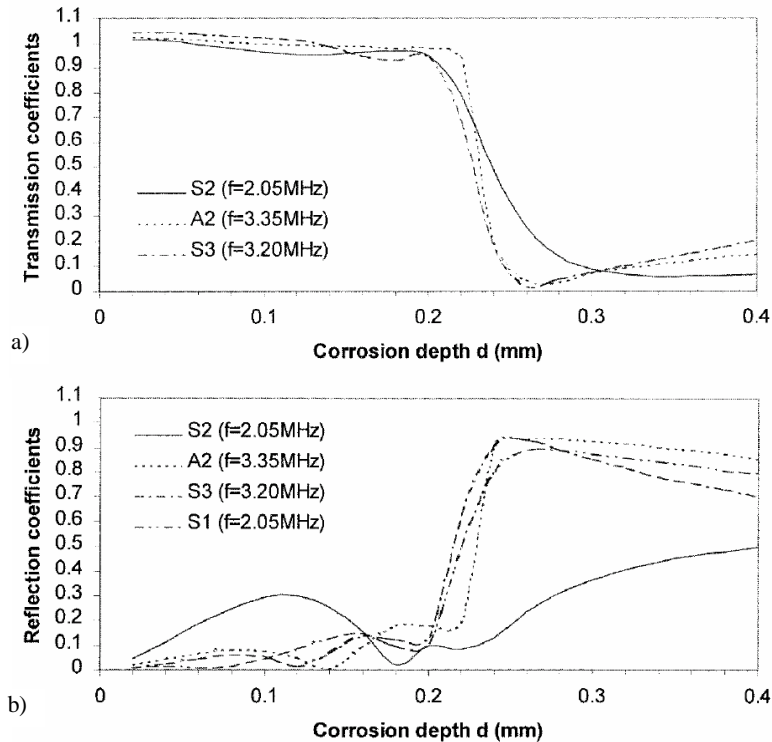 1.1
1
0.9
0.8
0.7
0.6
0.5
0.4
0.3
0.2
0.1
0
Transmission coefficients
S2 (f=2.05MHz)
A2 (f=3.35MHz)
S3 (f=3.20MHz)
0 0.1 0.2 0.3 0.4
Corrosion depth d (mm)
a)
1.1
1
0.9
0.8
0.7
0.6
0.5
0.4
0.3
0.2
0.1
0
Reflection coefficients
S2 (f=2.05MHz)
A2 (f=3.35MHz)
S3 (f=3.20MHz)
S1 (f=2.05MHz)
0 0.1 0.2 0.3 0.4
Corrosion depth d (mm)
b)